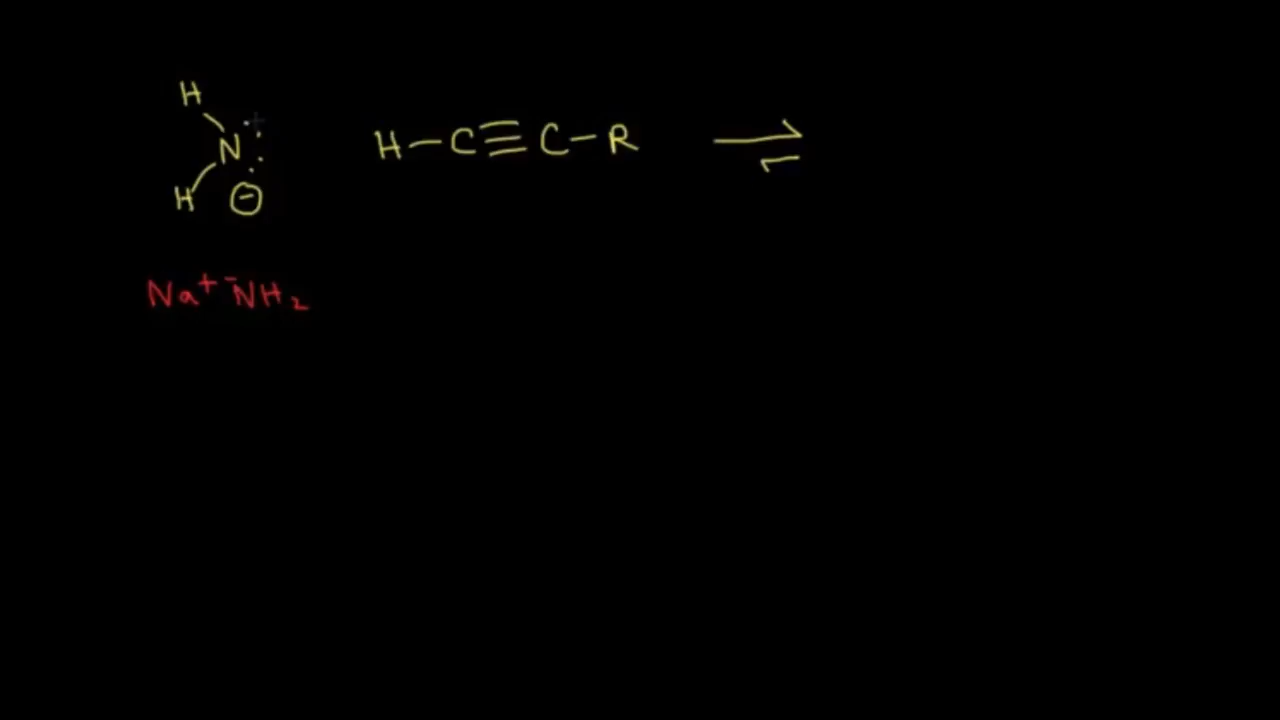 H
N H—C≡C—R ⇌
H ⊖
Na⁺ ⁻NH₂